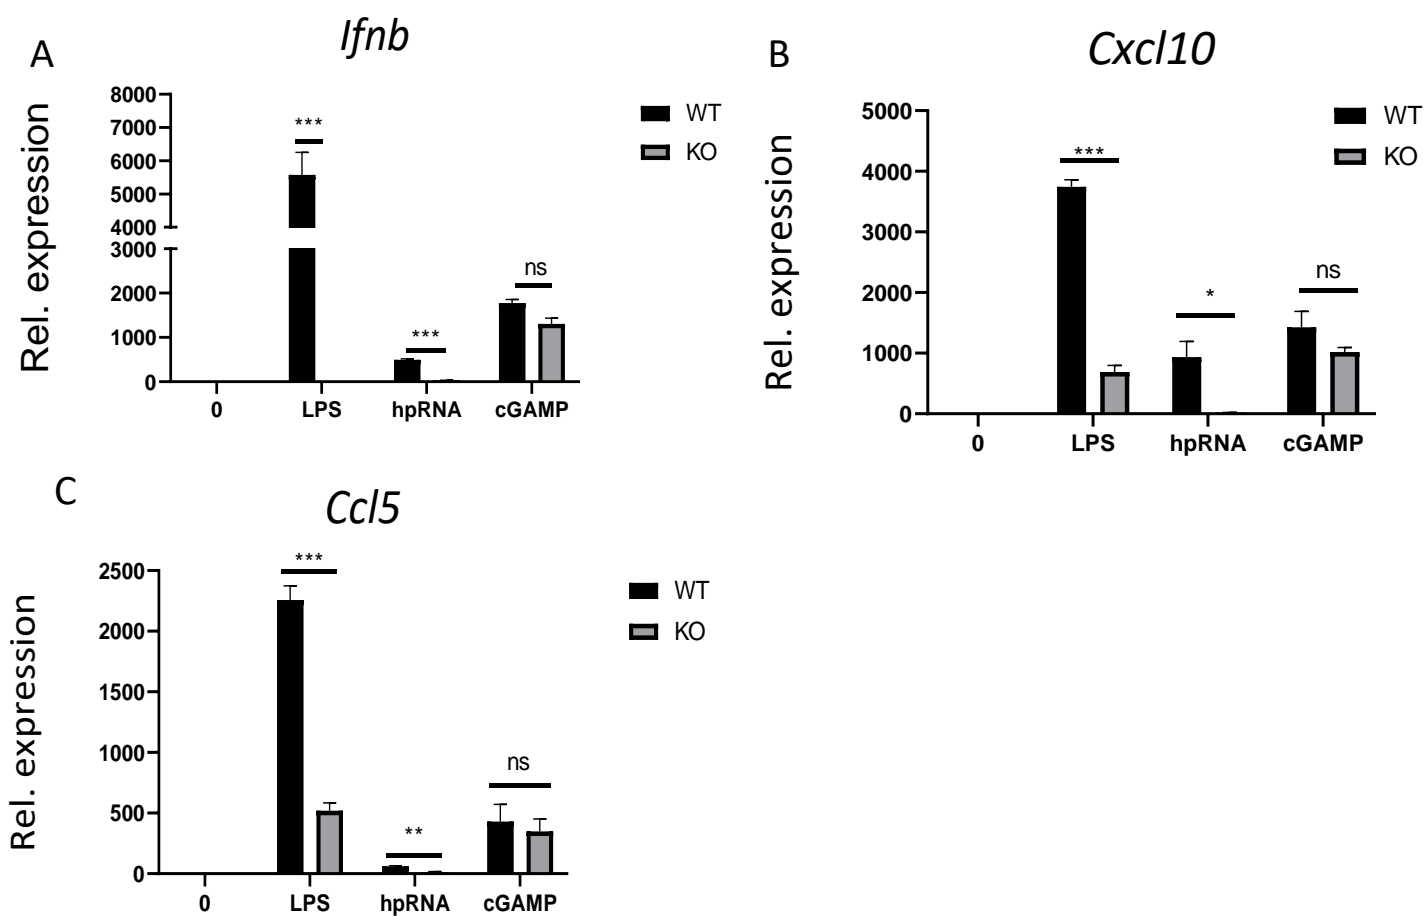 A
Ifnb
Rel. expression
8000
7000
6000
5000
4000
3000
2000
1000
0
***
***
ns
0 LPS hpRNA cGAMP
WT
KO
B
Cxcl10
Rel. expression
5000
4000
3000
2000
1000
0
***
*
ns
0 LPS hpRNA cGAMP
WT
KO
C
Ccl5
Rel. expression
2500
2000
1500
1000
500
0
***
**
ns
0 LPS hpRNA cGAMP
WT
KO